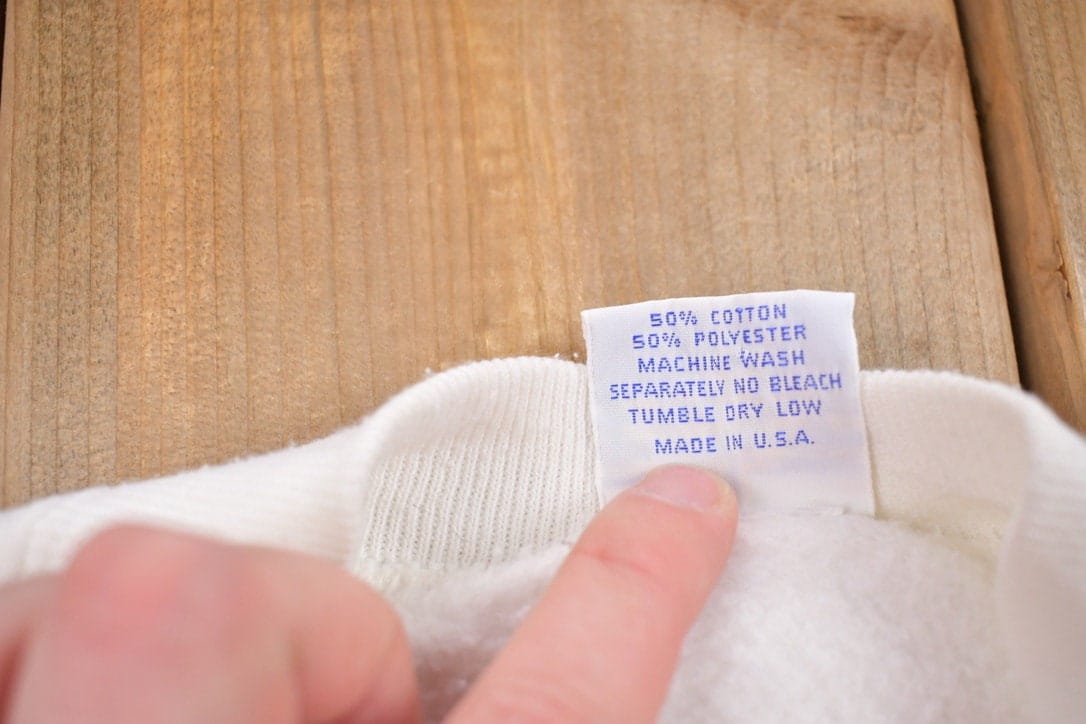 50% COTTON
50% POLYESTER
MACHINE WASH
SEPARATELY NO BLEACH
TUMBLE DRY LOW
MADE IN U.S.A.